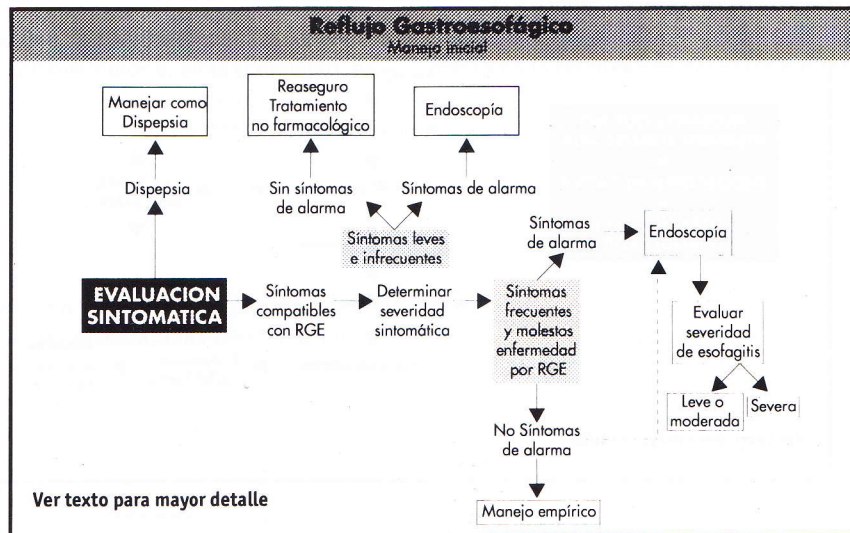 Reflujo Gastroesofágico
Manejo inicial
Manejar como
Dispepsia
Reaseguro
Tratamiento
no farmacológico
Endoscopía
Dispepsia
Sin síntomas
de alarma
Síntomas de alarma
Síntomas leves
e infrecuentes
Síntomas
de alarma
Endoscopía
EVALUACION
SINTOMATICA
Síntomas
compatibles
con RGE
Determinar
severidad
sintomática
Síntomas
frecuentes
y molestos
enfermedad
por RGE
Evaluar
severidad
de esofagitis
Leve o
moderada
Severa
No Síntomas
de alarma
Manejo empírico
Ver texto para mayor detalle